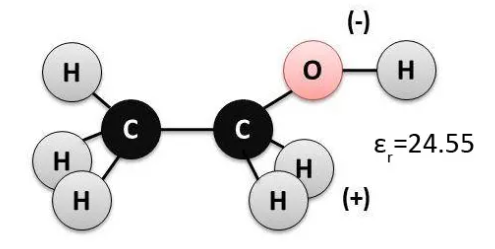 (-)
H O H
C C
H H εr=24.55
H H (+)